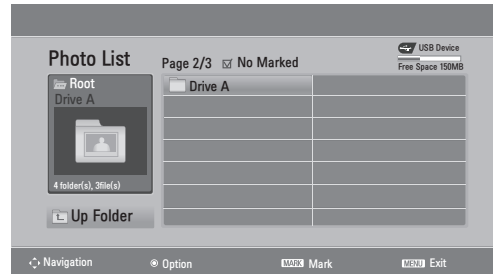 USB Device
Photo List
Page 2/3 No Marked
Free Space 150MB
Root
Drive A
Drive A
4 folder(s), 3file(s)
Up Folder
Navigation
Option
MARK Mark
MENU Exit